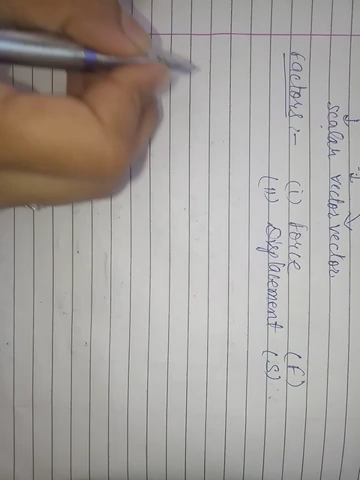 scalar vector vector
Factors :- (i) Force (F)
(ii) Displacement (S) :